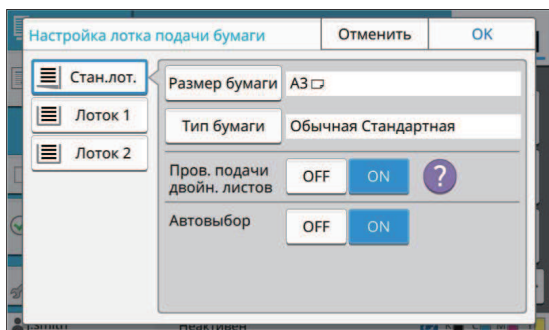 Настройка лотка подачи бумаги
Отменить
OK
Стан.лот.
Лоток 1
Лоток 2
Размер бумаги
A3
Тип бумаги
Обычная Стандартная
Пров. подачи
двойн. листов
OFF
ON
?
Автовыбор
OFF
ON
j.smith
Неактивен